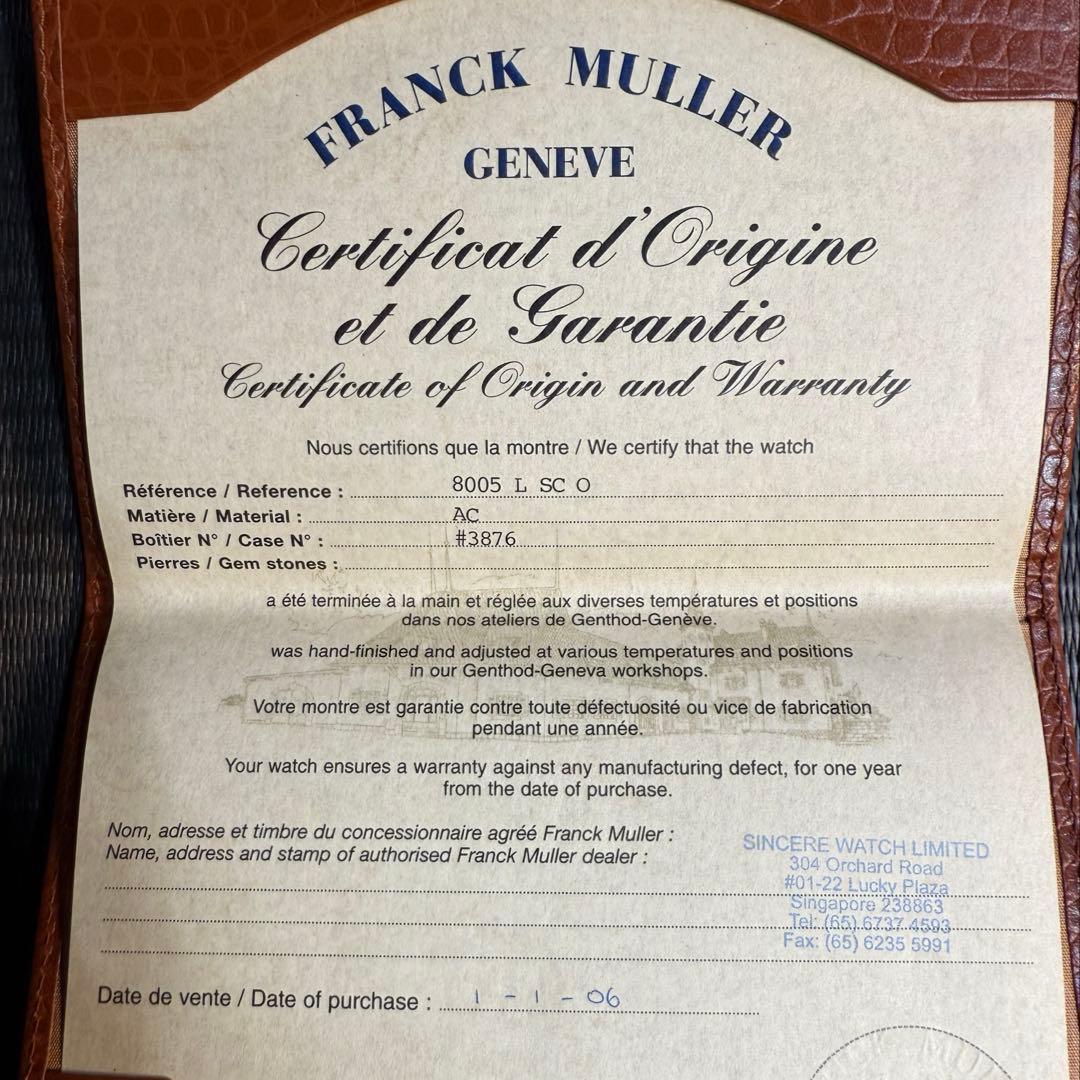 FRANCK MULLER
GENEVE
Certificat d'Origine
et de Garantie
Certificate of Origin and Warranty
Nous certifions que la montre / We certify that the watch
Référence / Reference : 8005 L SC O
Matière / Material : AC
Boîtier N° / Case N° : #3876
Pierres / Gem stones :
a été terminée à la main et réglée aux diverses températures et positions
dans nos ateliers de Genthod-Genève.
was hand-finished and adjusted at various temperatures and positions
in our Genthod-Geneva workshops.
Votre montre est garantie contre toute défectuosité ou vice de fabrication
pendant une année.
Your watch ensures a warranty against any manufacturing defect, for one year
from the date of purchase.
Nom, adresse et timbre du concessionnaire agréé Franck Muller :
Name, address and stamp of authorised Franck Muller dealer :
SINCERE WATCH LIMITED
304 Orchard Road
#01-22 Lucky Plaza
Singapore 238863
Tel: (65) 6737 4593
Fax: (65) 6235 5991
Date de vente / Date of purchase : 1 - 1 - 06